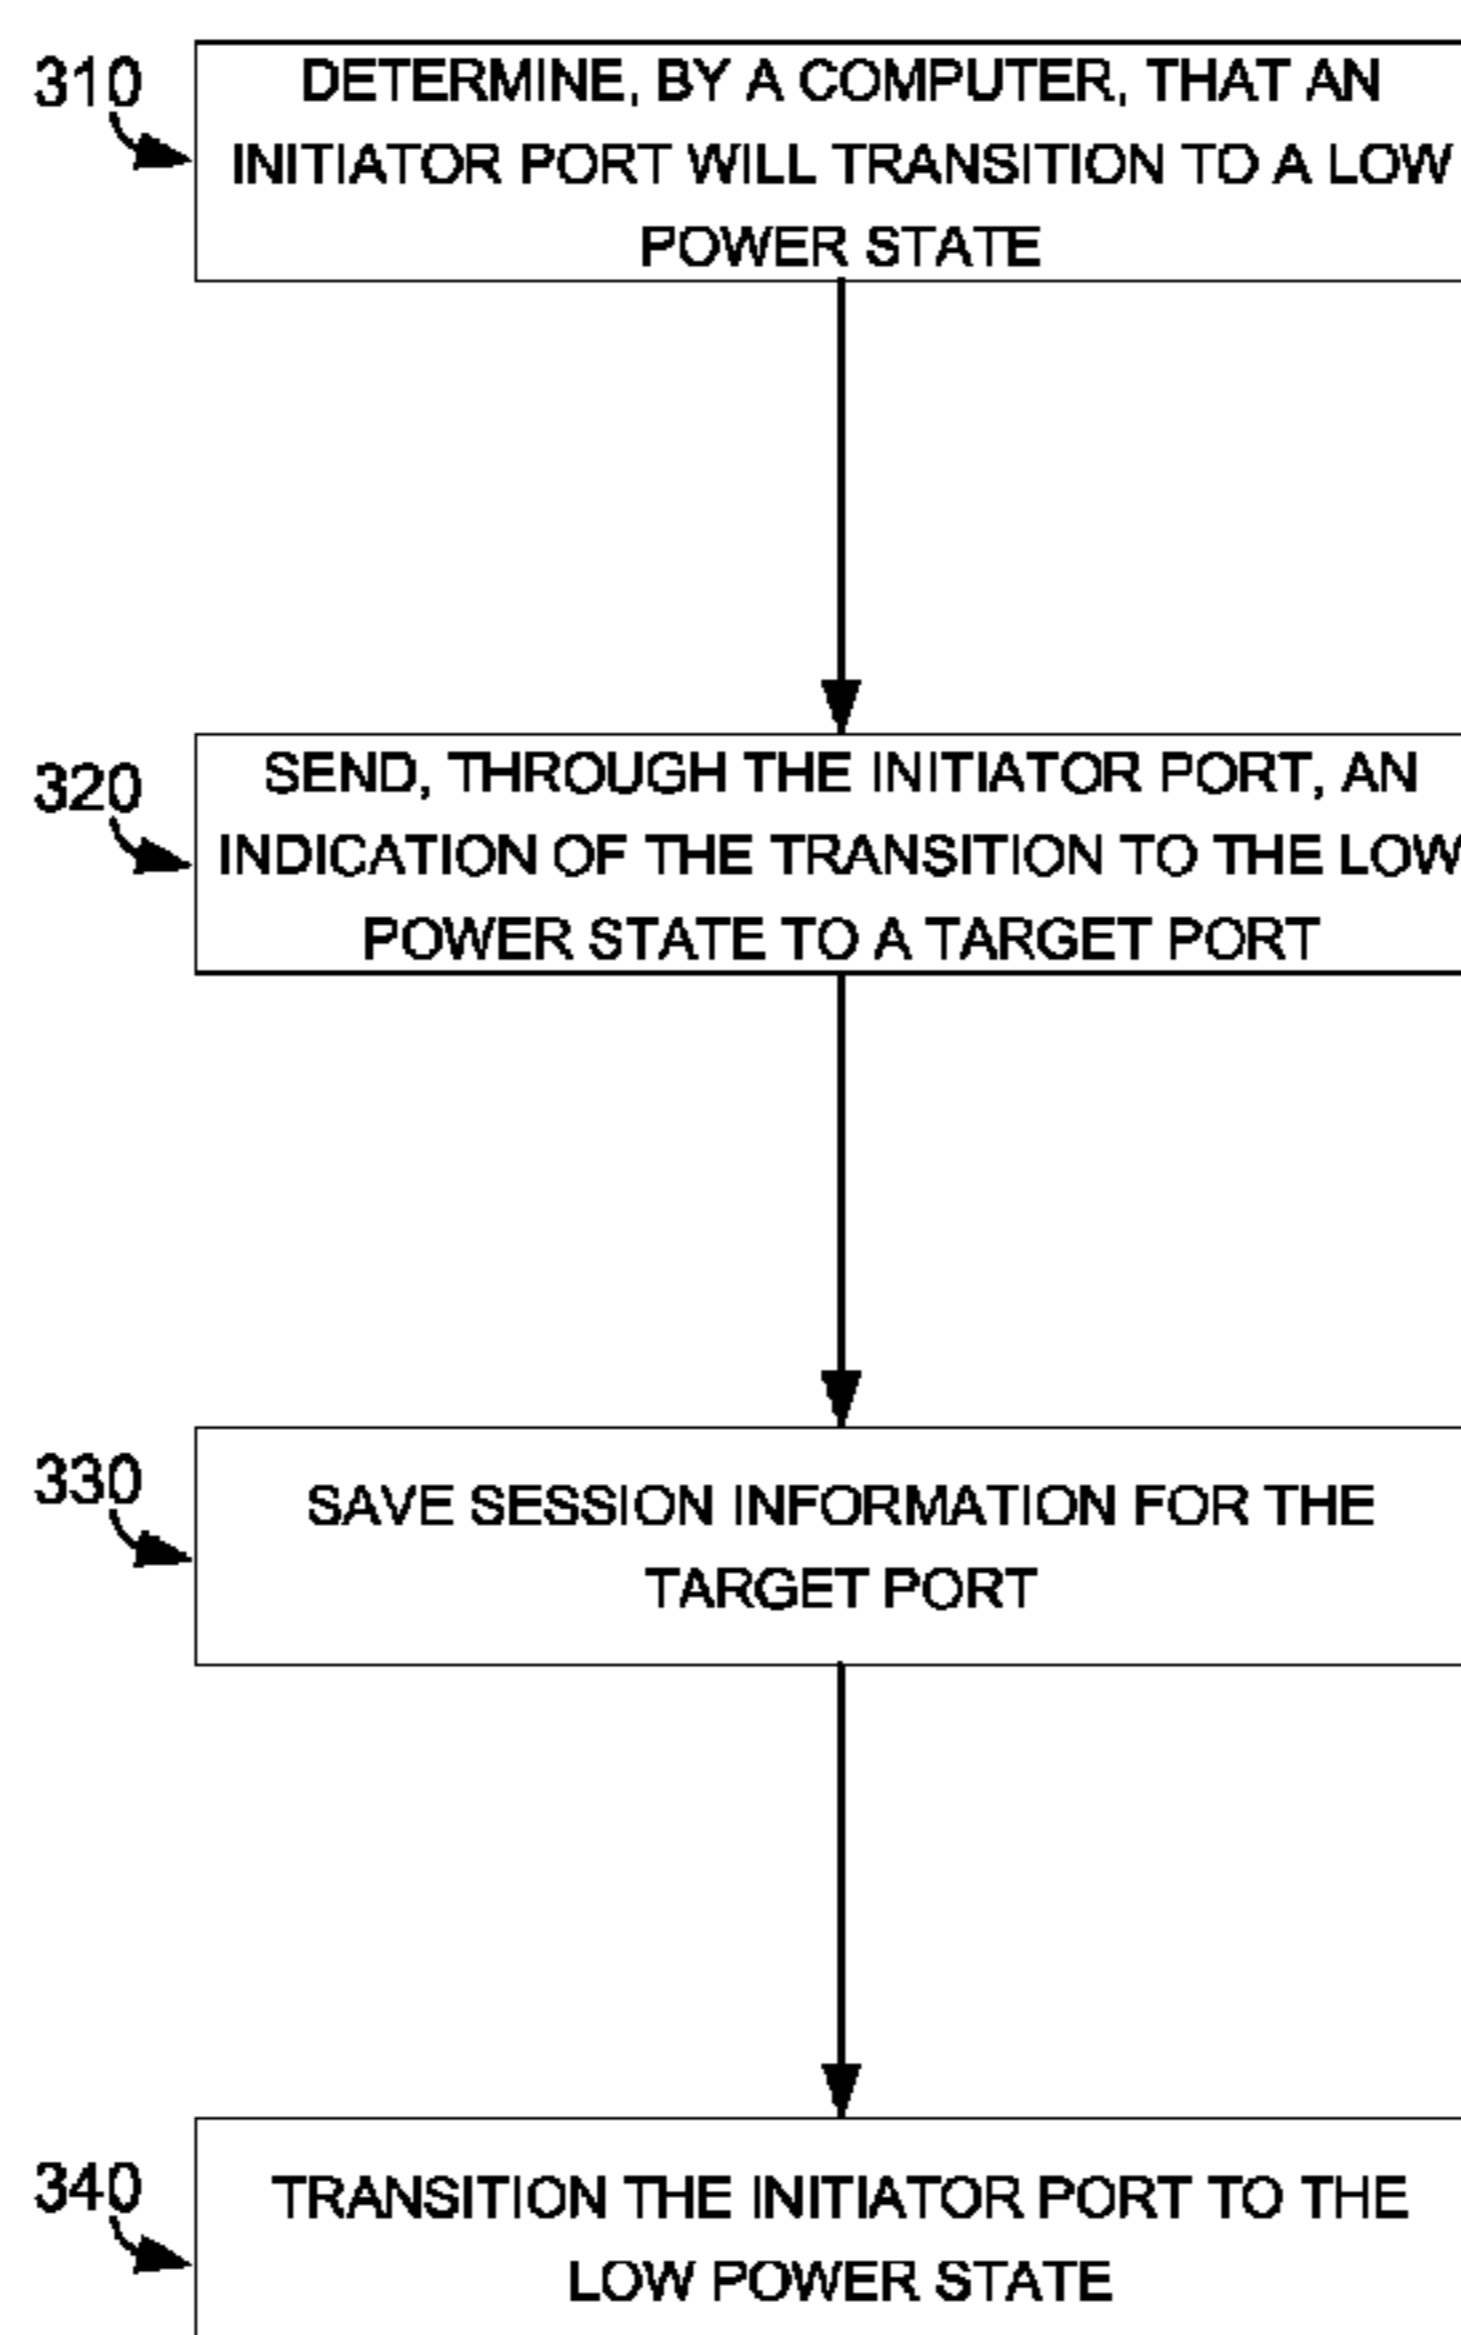 310
DETERMINE, BY A COMPUTER, THAT AN
INITIATOR PORT WILL TRANSITION TO A LOW
POWER STATE
320
SEND, THROUGH THE INITIATOR PORT, AN
INDICATION OF THE TRANSITION TO THE LOW
POWER STATE TO A TARGET PORT
330
SAVE SESSION INFORMATION FOR THE
TARGET PORT
340
TRANSITION THE INITIATOR PORT TO THE
LOW POWER STATE